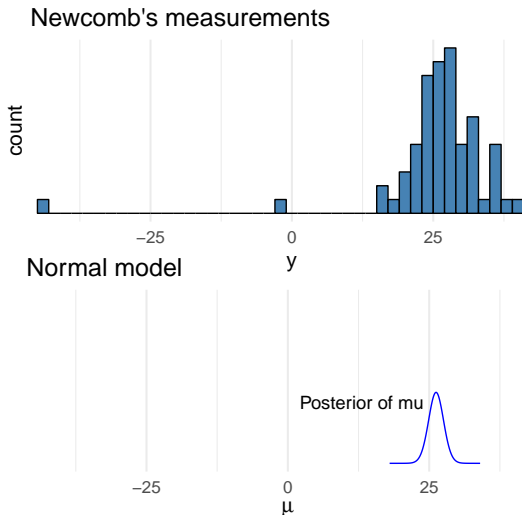 Newcomb's measurements
count
−25 0 25
y
Normal model
Posterior of mu
−25 0 25
μ